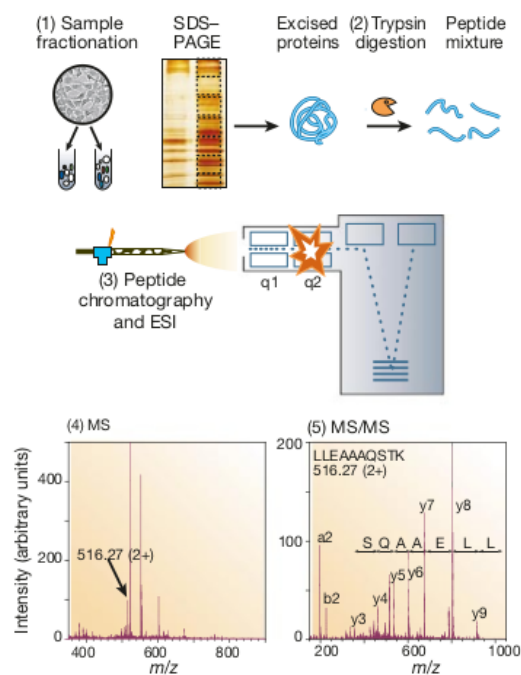 (1) Sample
fractionation
SDS–
PAGE
Excised
proteins
(2) Trypsin
digestion
Peptide
mixture
(3) Peptide
chromatography
and ESI
q1
q2
(4) MS
Intensity (arbitrary units)
400
200
0
516.27 (2+)
400
600
800
m/z
(5) MS/MS
200
100
0
LLEAAAQSTK
516.27 (2+)
a2
b2
y3
y4
y5
y6
y7
y8
y9
S Q A A E L L
200
600
1000
m/z